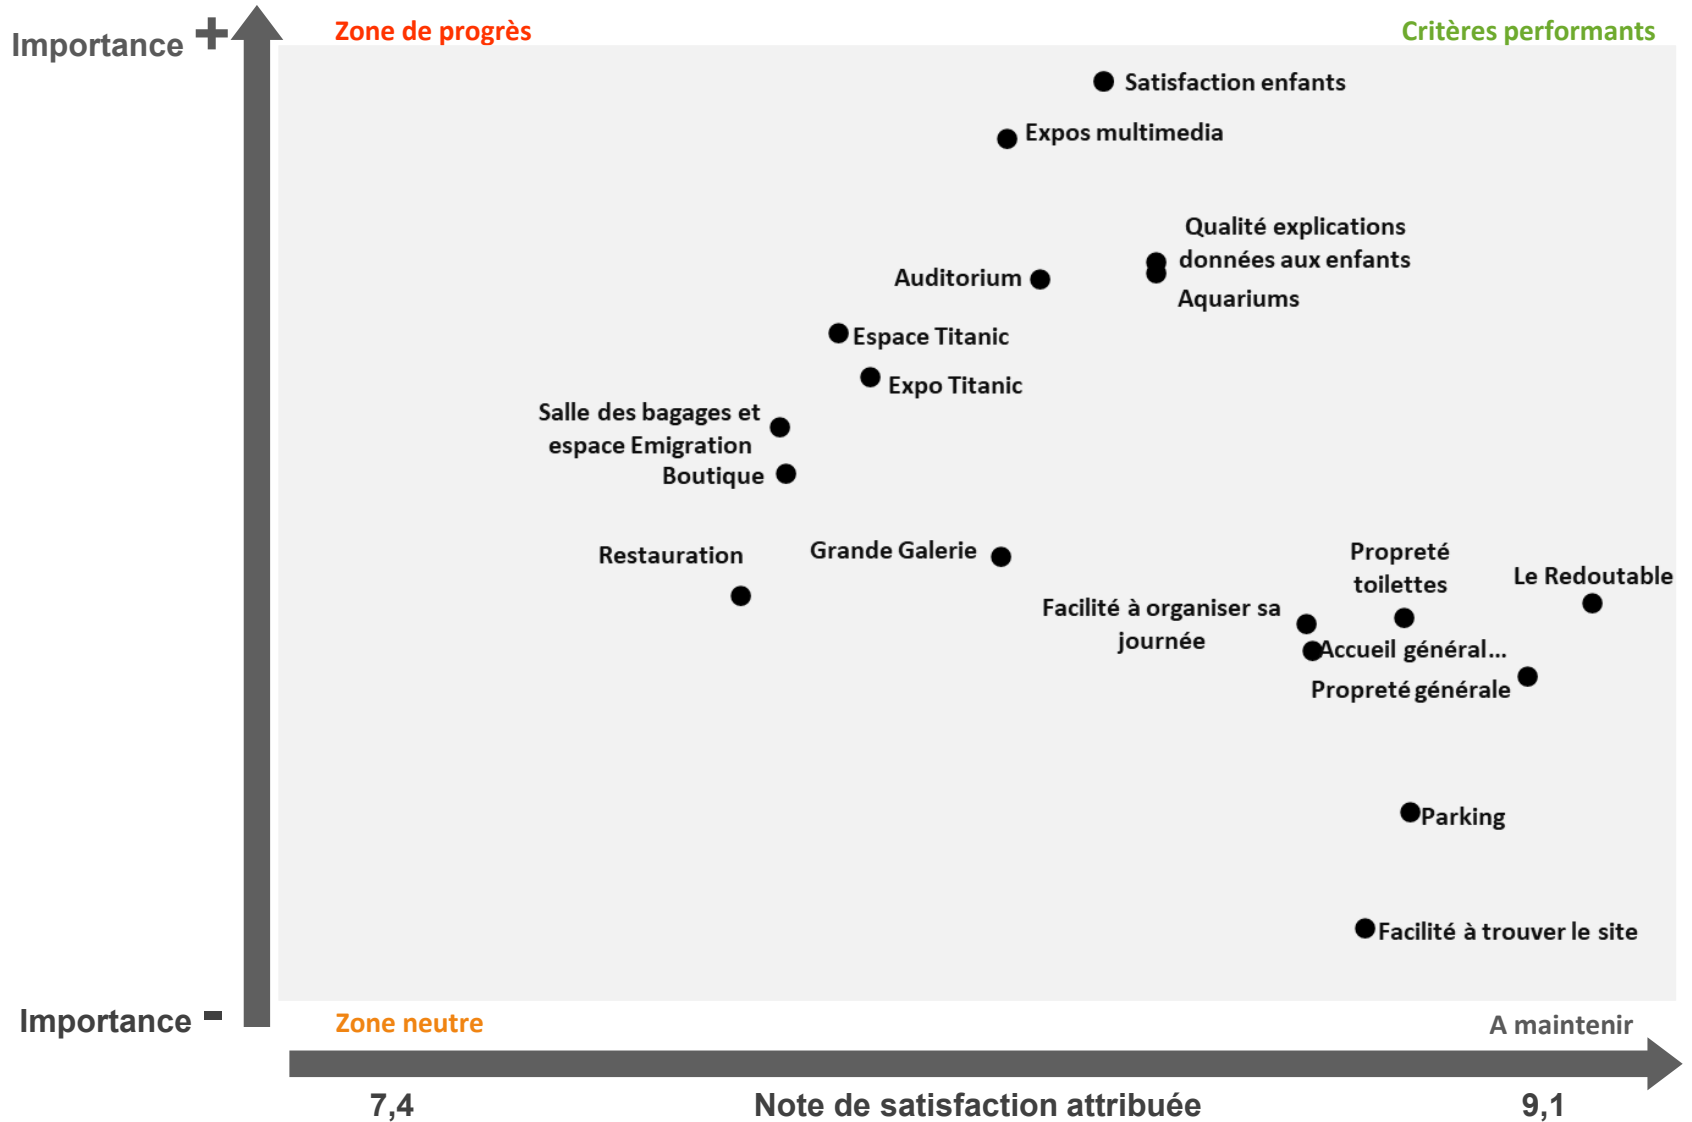 Importance +
Zone de progrès
Critères performants
Satisfaction enfants
Expos multimedia
Qualité explications
données aux enfants
Auditorium
Aquariums
Espace Titanic
Expo Titanic
Salle des bagages et
espace Emigration
Boutique
Restauration
Grande Galerie
Propreté
toilettes
Le Redoutable
Facilité à organiser sa
journée
Accueil général...
Propreté générale
Parking
Facilité à trouver le site
Importance -
Zone neutre
A maintenir
7,4
Note de satisfaction attribuée
9,1